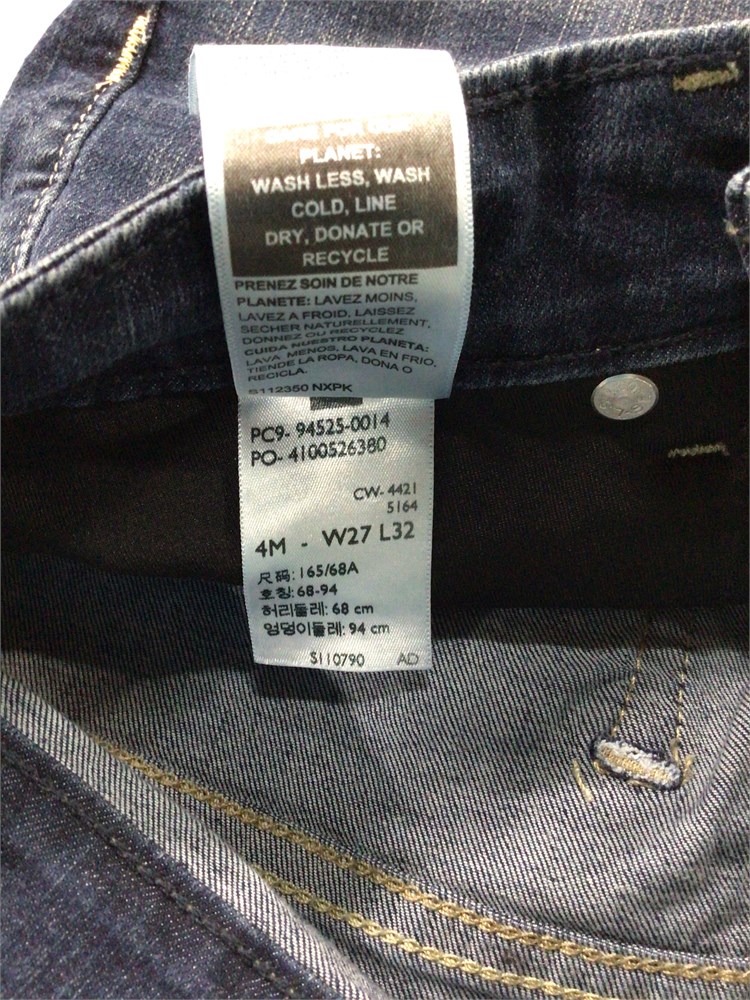 PLANET:
WASH LESS, WASH
COLD, LINE
DRY, DONATE OR
RECYCLE
PRENEZ SOIN DE NOTRE
PLANETE: LAVEZ MOINS,
LAVEZ A FROID, LAISSEZ
SECHER NATURELLEMENT,
DONNEZ OU RECYCLEZ
CUIDA NUESTRO PLANETA:
LAVA MENOS, LAVA EN FRIO,
TIENDE LA ROPA, DONA O
RECICLA.
S112350 NXPK
PC9- 94525-0014
PO- 4100526380
CW- 4421
5164
4M - W27 L32
尺码: 165/68A
호칭: 68-94
허리둘레: 68 cm
엉덩이둘레: 94 cm
S110790 AD